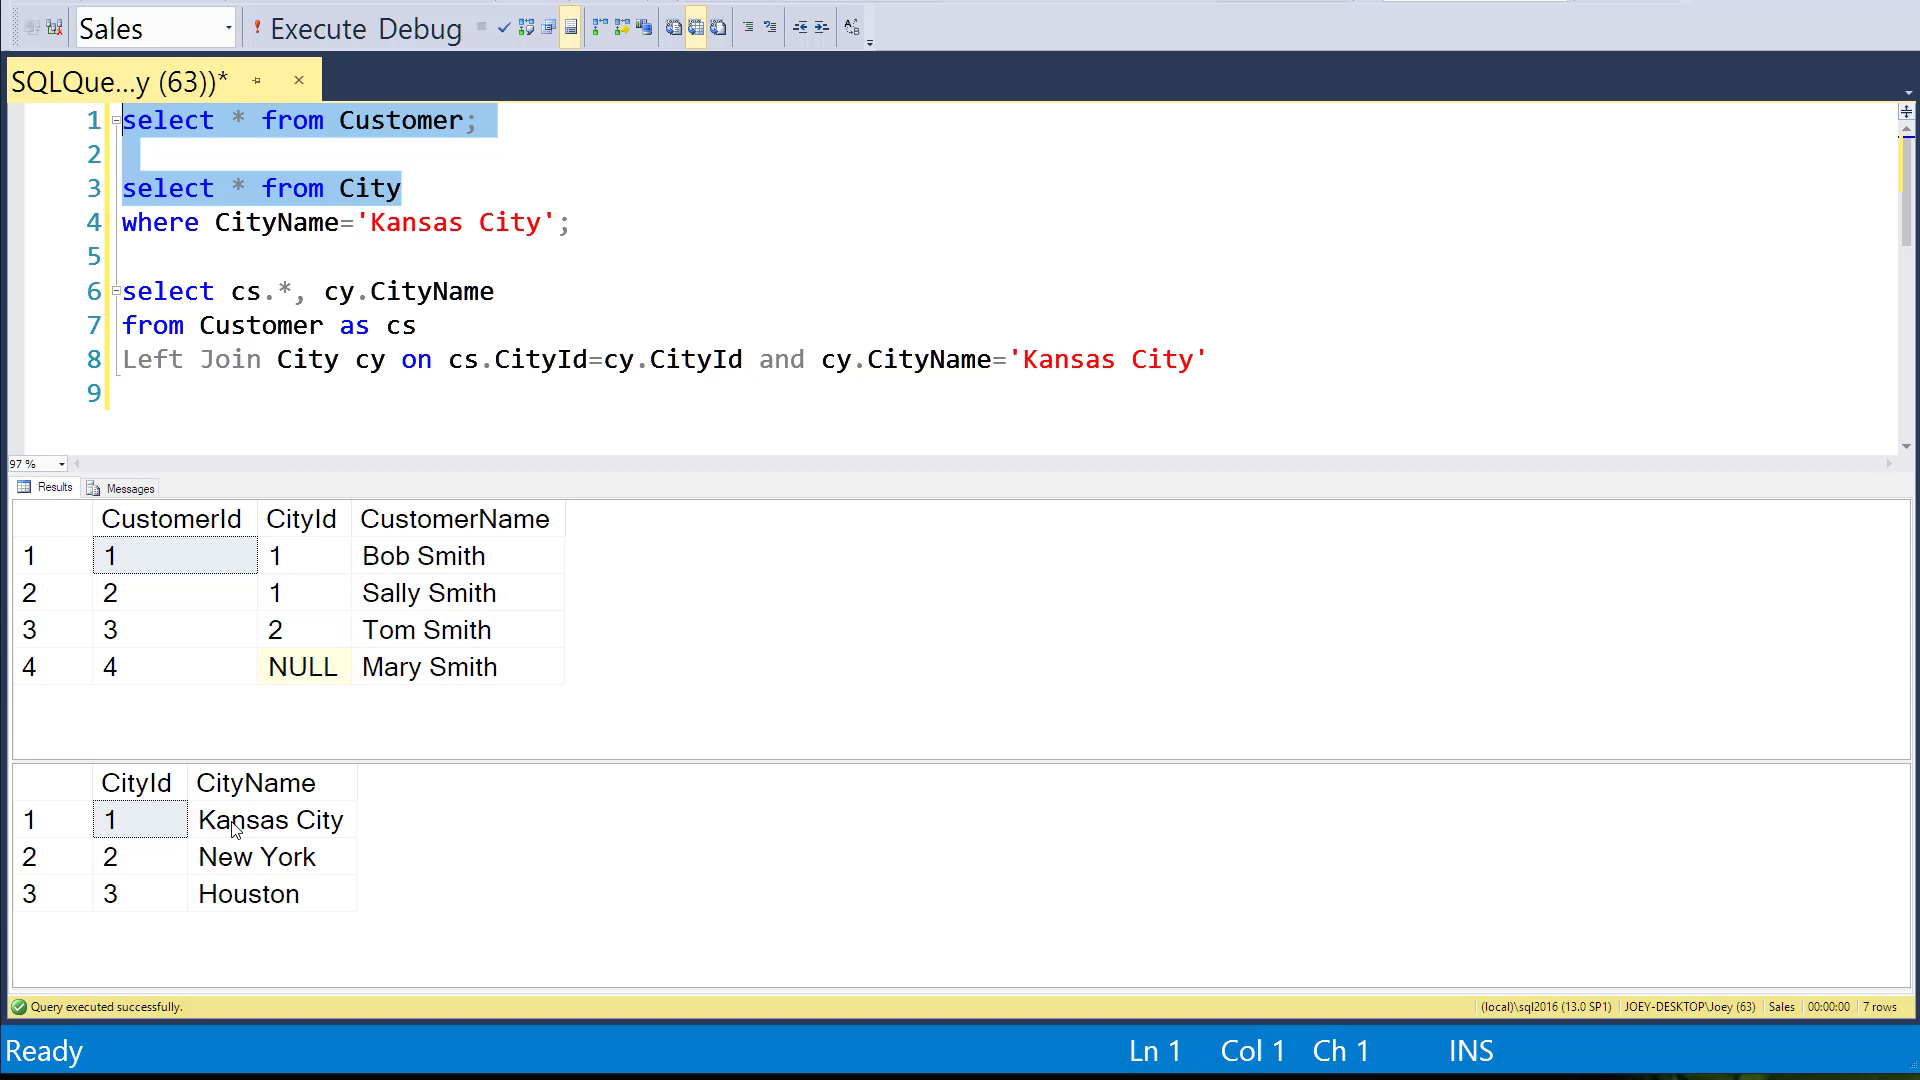 Sales Execute Debug
SQLQue...y (63))*
1 select * from Customer;
2
3 select * from City
4 where CityName='Kansas City';
5
6 select cs.*, cy.CityName
7 from Customer as cs
8 Left Join City cy on cs.CityId=cy.CityId and cy.CityName='Kansas City'
9
97 %
Results Messages
CustomerId CityId CustomerName
1 1 1 Bob Smith
2 2 1 Sally Smith
3 3 2 Tom Smith
4 4 NULL Mary Smith
CityId CityName
1 1 Kansas City
2 2 New York
3 3 Houston
Query executed successfully. (local)\sql2016 (13.0 SP1) JOEY-DESKTOP\Joey (63) Sales 00:00:00 7 rows
Ready Ln 1 Col 1 Ch 1 INS